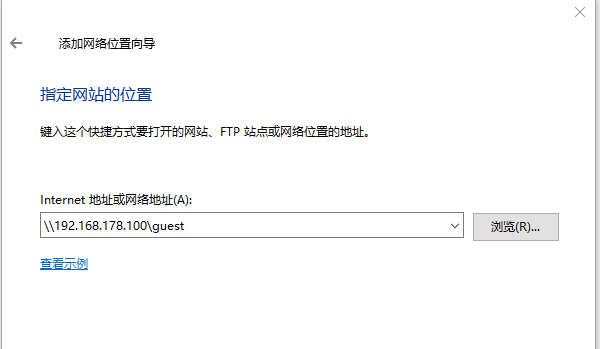 添加网络位置向导
指定网站的位置
键入这个快捷方式要打开的网站、FTP 站点或网络位置的地址。
Internet 地址或网络地址(A):
\\192.168.178.100\guest
浏览(R)...
查看示例